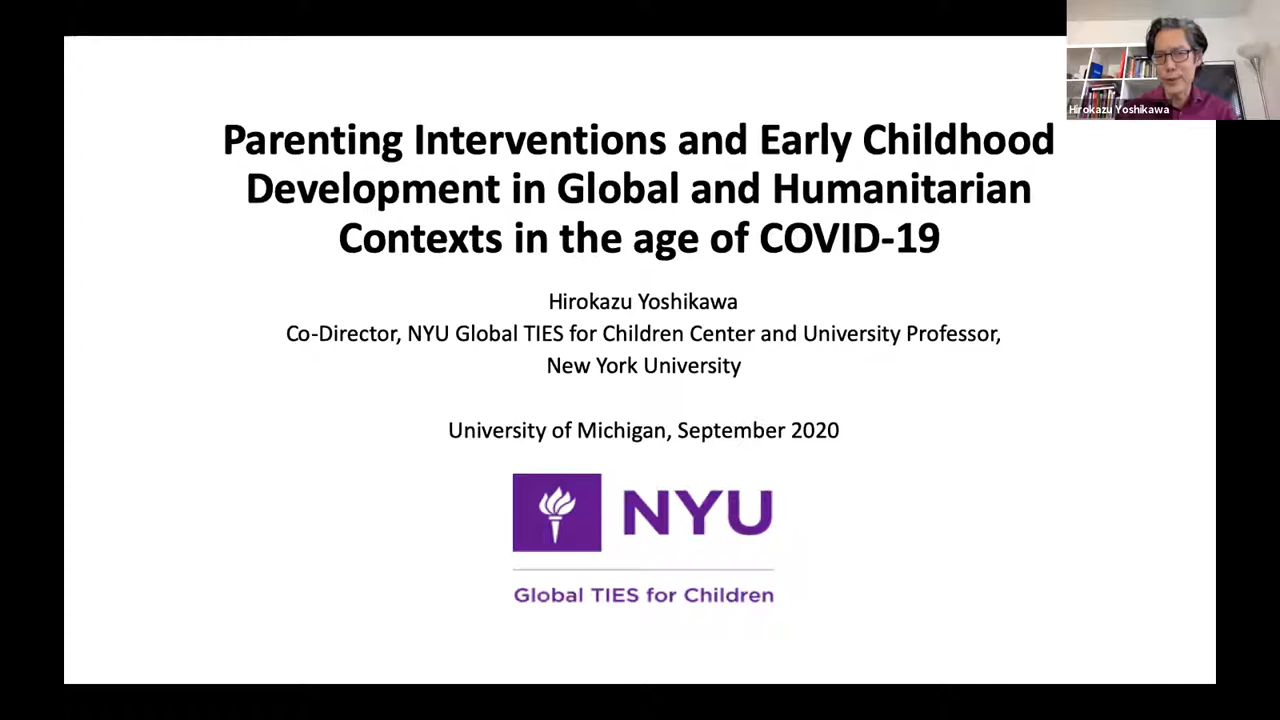 Parenting Interventions and Early Childhood
Development in Global and Humanitarian
Contexts in the age of COVID-19
Hirokazu Yoshikawa
Co-Director, NYU Global TIES for Children Center and University Professor,
New York University
University of Michigan, September 2020
NYU
Global TIES for Children
Hirokazu Yoshikawa